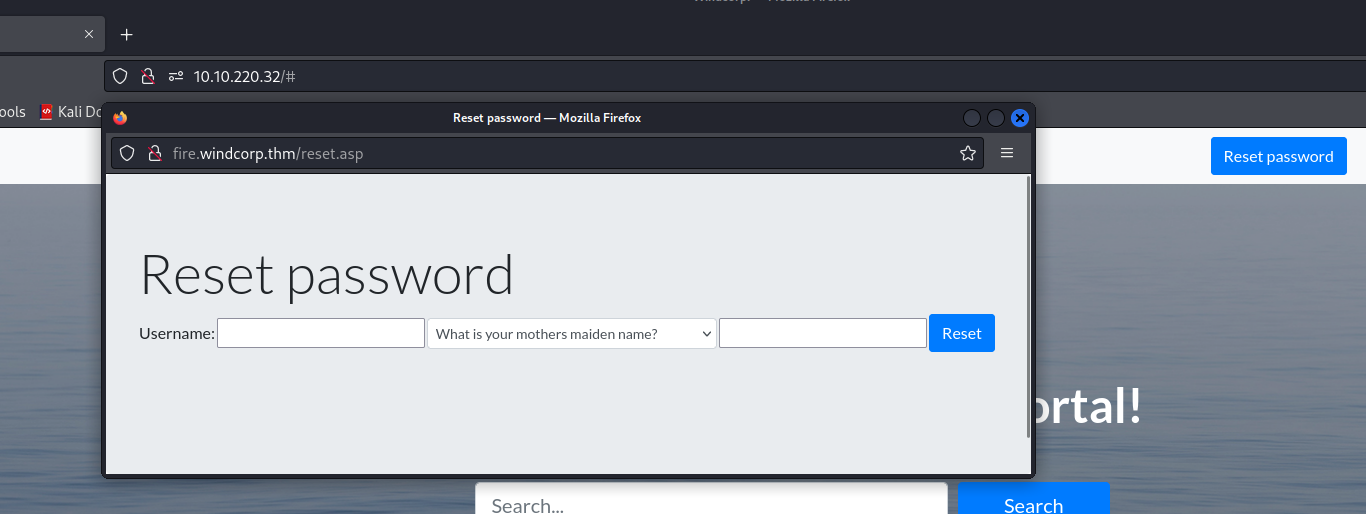 10.10.220.32/#
ools Kali Do
Reset password — Mozilla Firefox
fire.windcorp.thm/reset.asp
Reset password
Reset password
Username: What is your mothers maiden name? Reset
ortal!
Search... Search